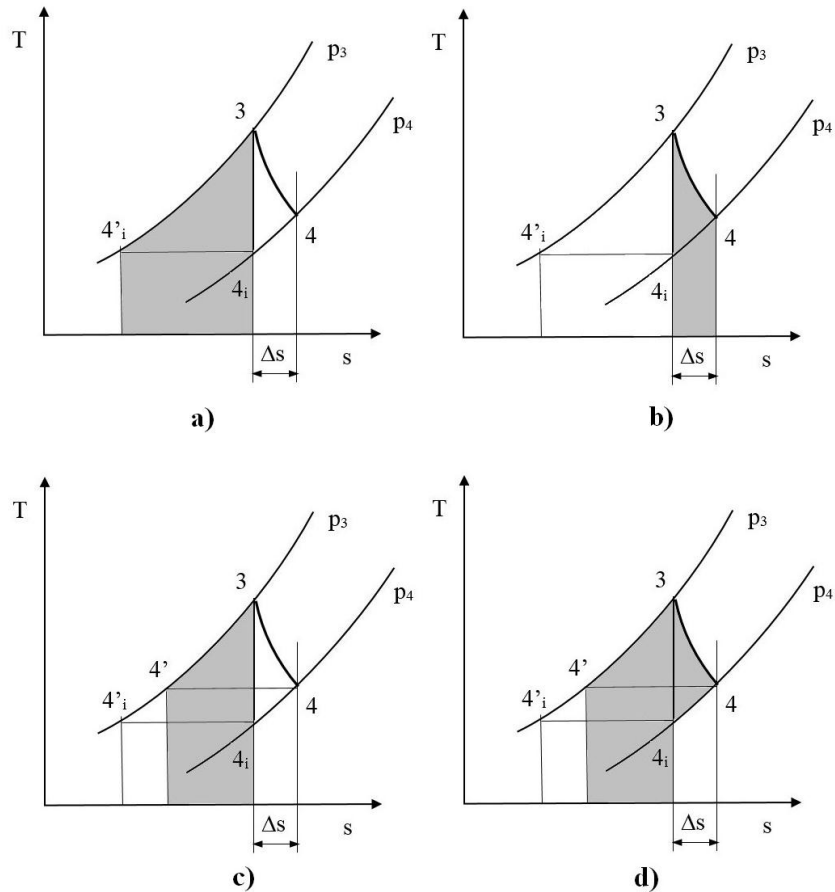 T
p₃
3
p₄
4'ᵢ
4
4ᵢ
Δs
s
a)
T
p₃
3
p₄
4'ᵢ
4
4ᵢ
Δs
s
b)
T
p₃
3
p₄
4'
4'ᵢ
4
4ᵢ
Δs
s
c)
T
p₃
3
p₄
4'
4'ᵢ
4
4ᵢ
Δs
s
d)